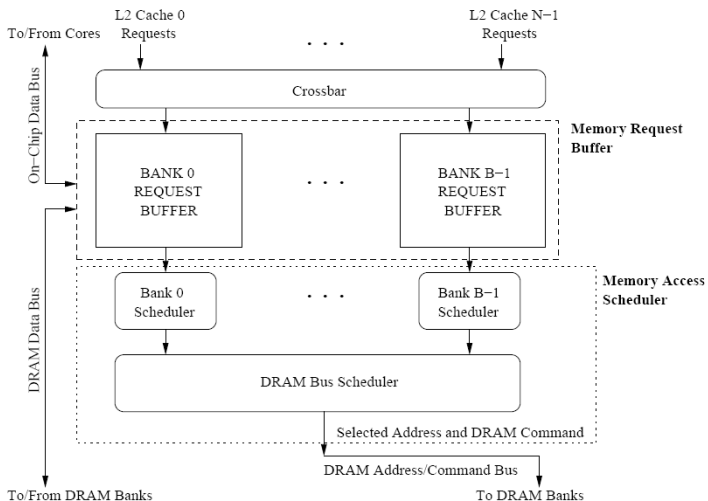 L2 Cache 0
Requests
L2 Cache N−1
Requests
To/From Cores
. . .
Crossbar
On−Chip Data Bus
Memory Request
Buffer
BANK 0
REQUEST
BUFFER
. . .
BANK B−1
REQUEST
BUFFER
Bank 0
Scheduler
. . .
Bank B−1
Scheduler
Memory Access
Scheduler
DRAM Data Bus
DRAM Bus Scheduler
Selected Address and DRAM Command
DRAM Address/Command Bus
To/From DRAM Banks
To DRAM Banks